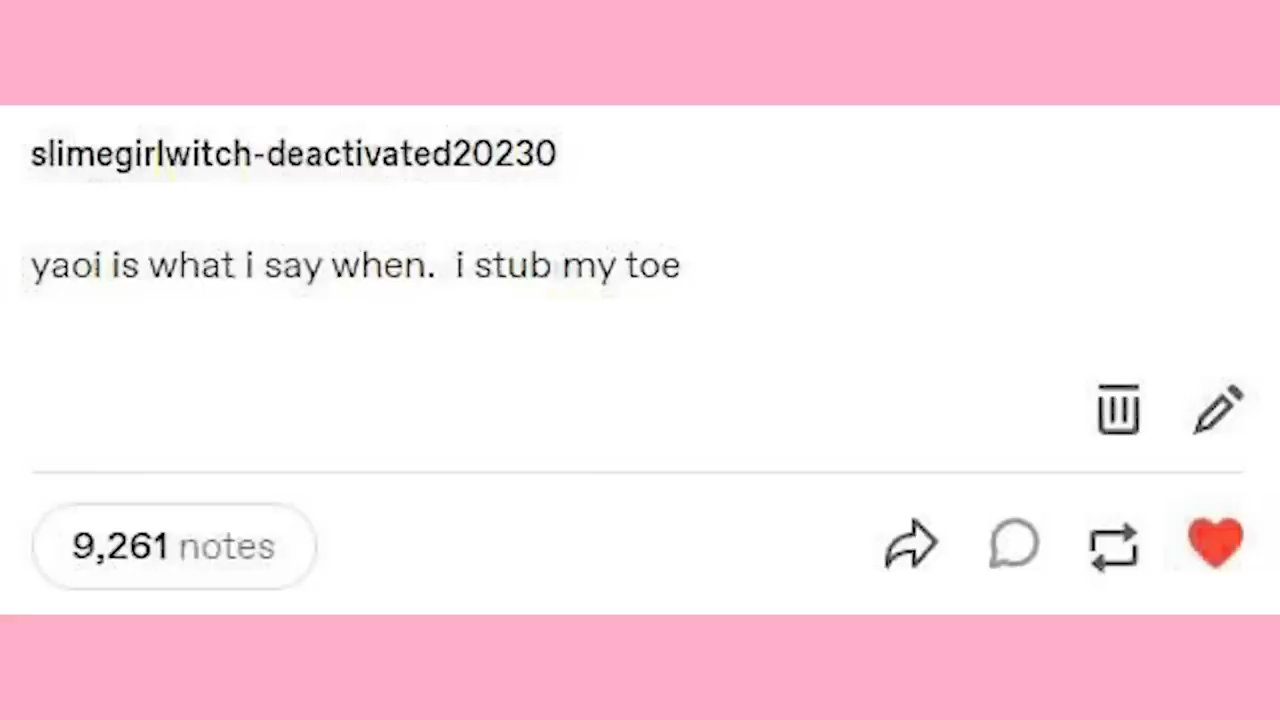 slimegirlwitch-deactivated20230
yaoi is what i say when.  i stub my toe
9,261 notes